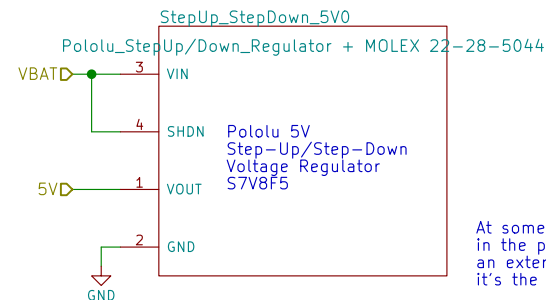 StepUp_StepDown_5V0
Pololu_StepUp/Down_Regulator + MOLEX 22-28-5044
VBAT
3
VIN
4
SHDN
Pololu 5V
Step-Up/Step-Down
Voltage Regulator
S7V8F5
5V
1
VOUT
2
GND
GND
At some
in the p
an exter
it's the